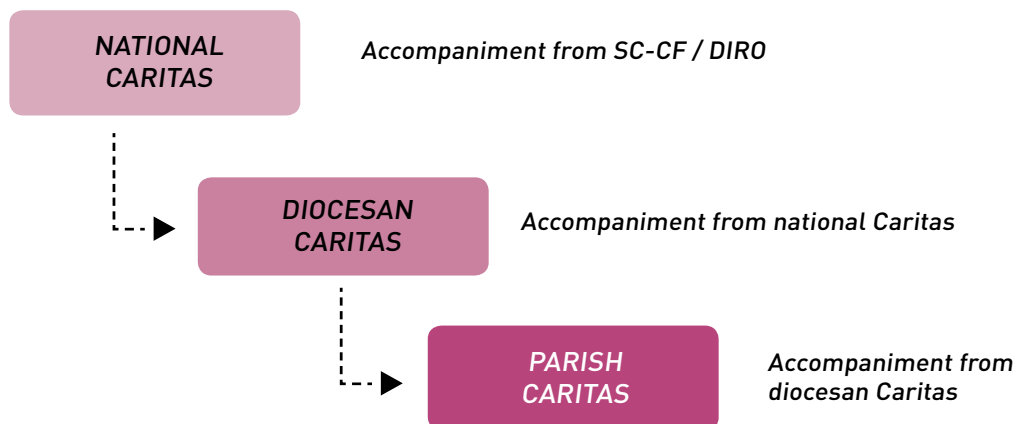 NATIONAL
CARITAS
Accompaniment from SC-CF / DIRO
DIOCESAN
CARITAS
Accompaniment from national Caritas
PARISH
CARITAS
Accompaniment from
diocesan Caritas